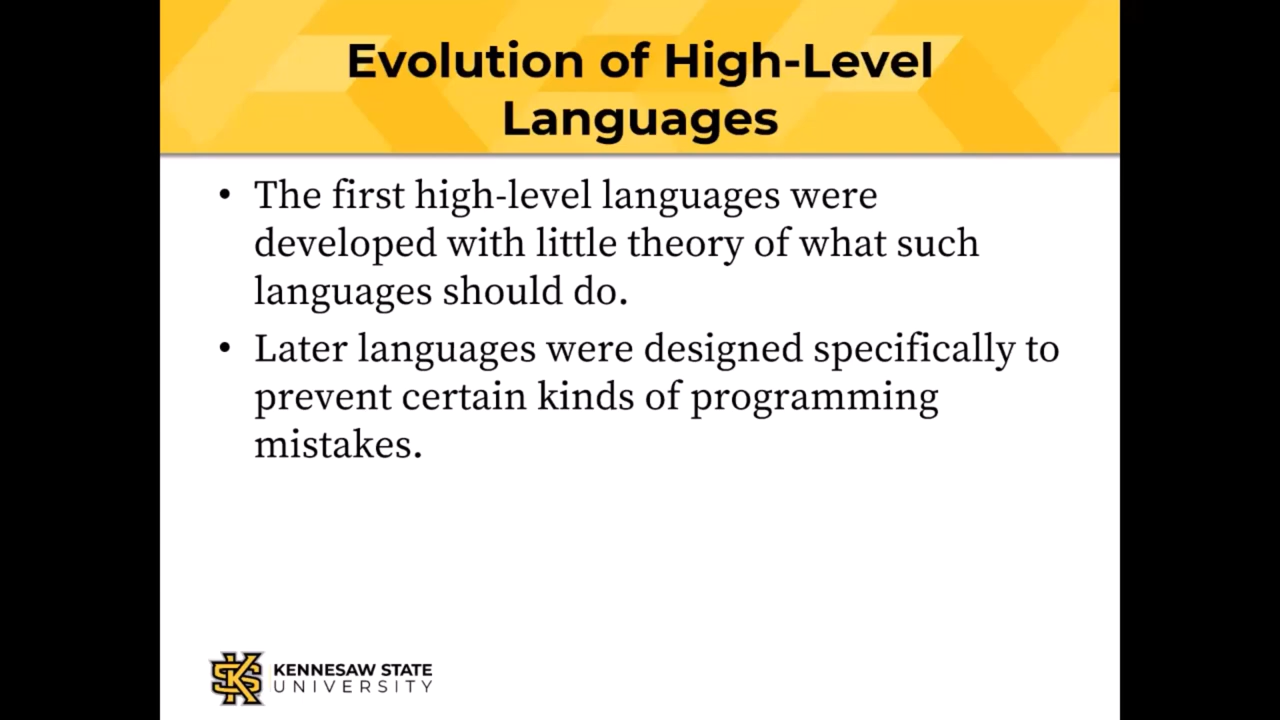 Evolution of High-Level
Languages
• The first high-level languages were
developed with little theory of what such
languages should do.
• Later languages were designed specifically to
prevent certain kinds of programming
mistakes.
KS
KENNESAW STATE
UNIVERSITY